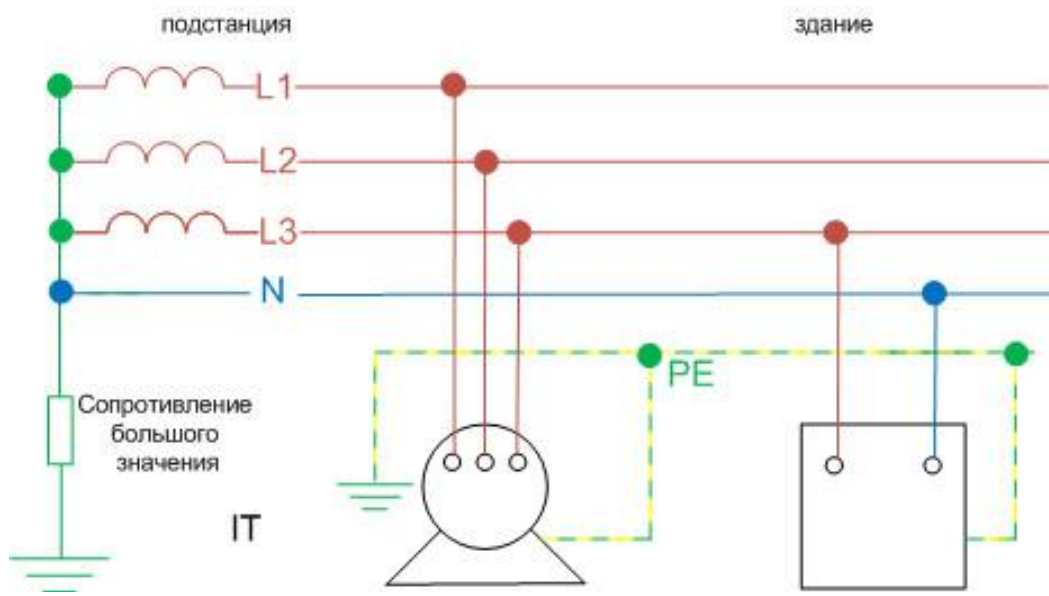 подстанция
здание
L1
L2
L3
N
PE
Сопротивление
большого
значения
IT